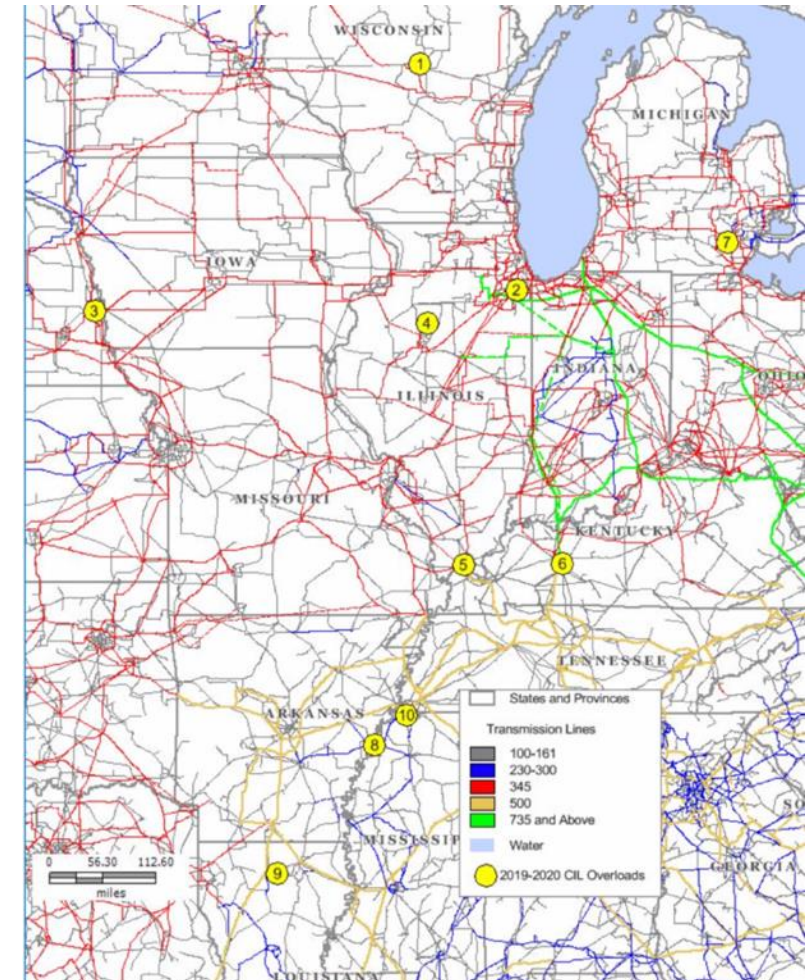 WISCONSIN
1
MICHIGAN
7
IOWA
2
3
4
INDIANA
OHIO
ILLINOIS
MISSOURI
KENTUCKY
5
6
TENNESSEE
States and Provinces
Transmission Lines
100-161
230-300
345
500
735 and Above
Water
2019-2020 CIL Overloads
ARKANSAS
10
8
SO
MISSISSIP
GEORGIA
0 56.30 112.60
miles
9
LOUISIANA